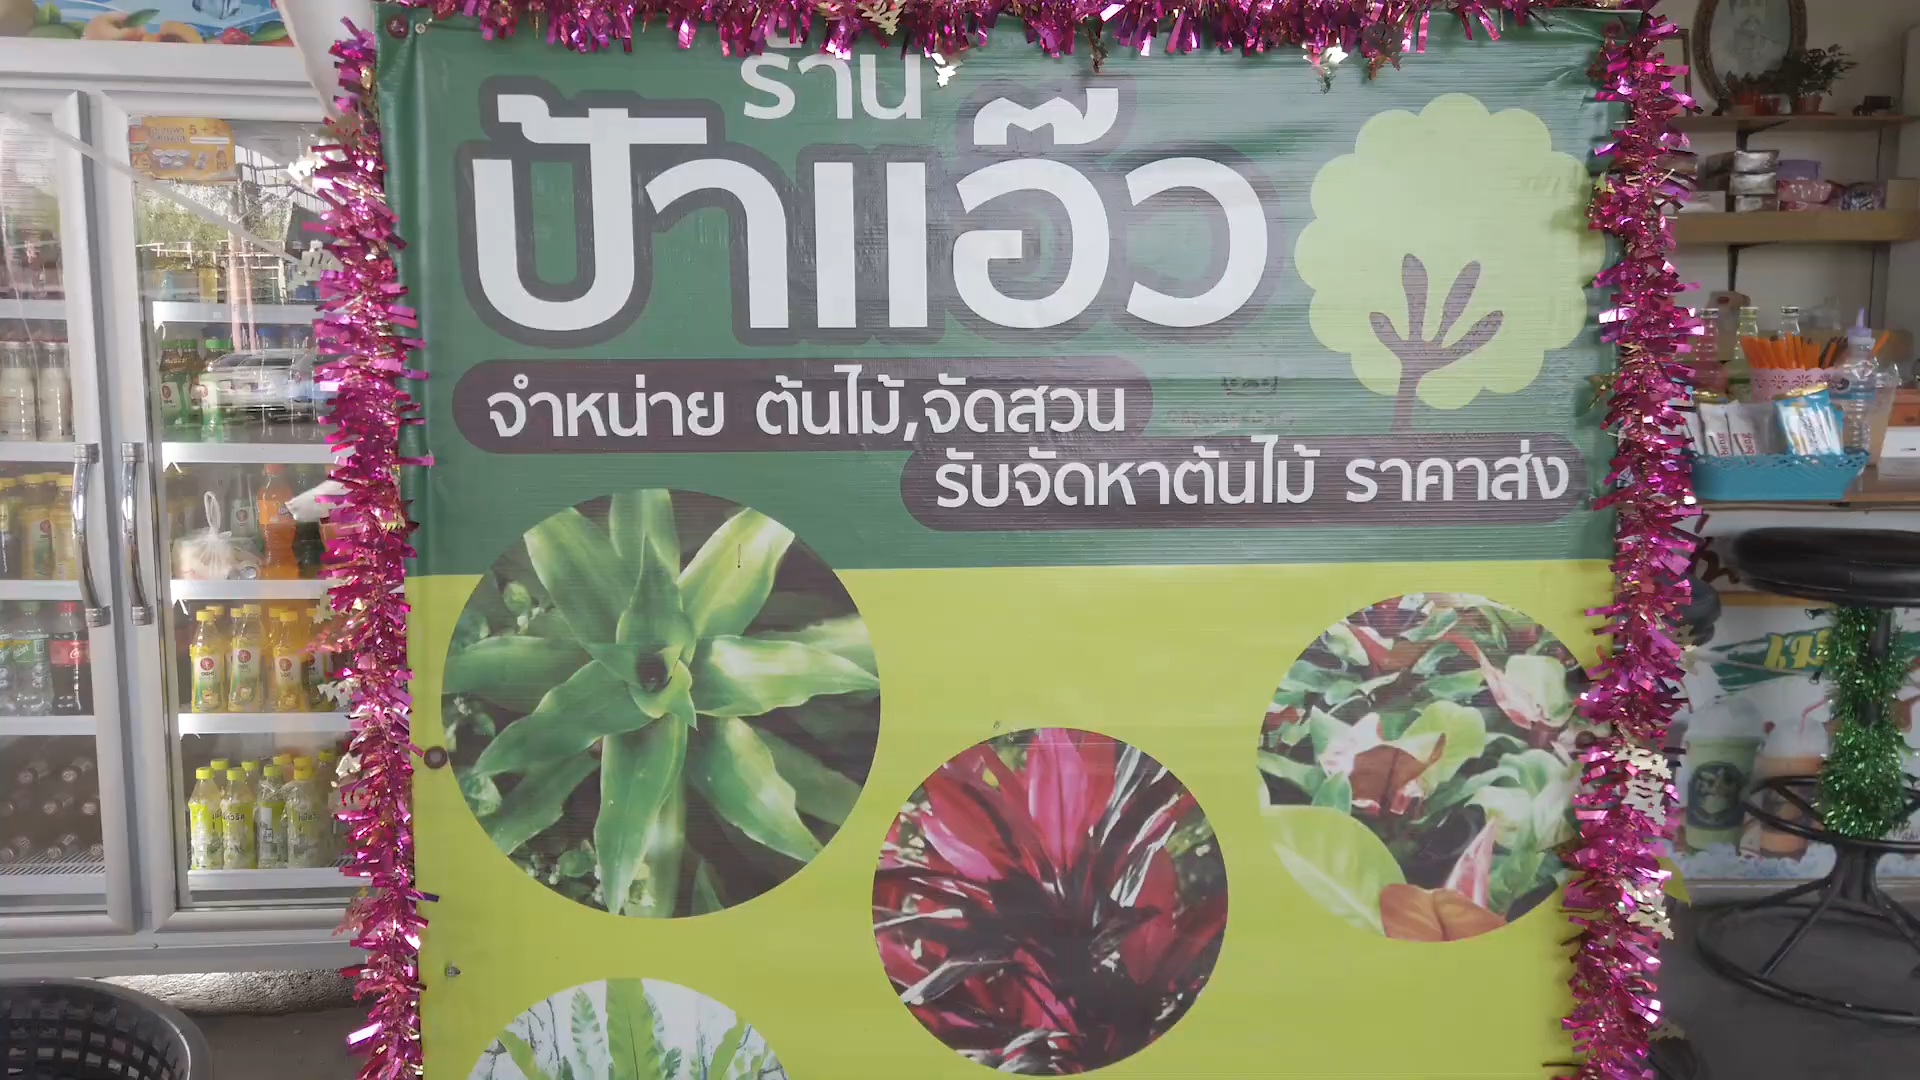 ร้าน
ป้าแอ๊ว
จำหน่าย ต้นไม้,จัดสวน
รับจัดหาต้นไม้ ราคาส่ง